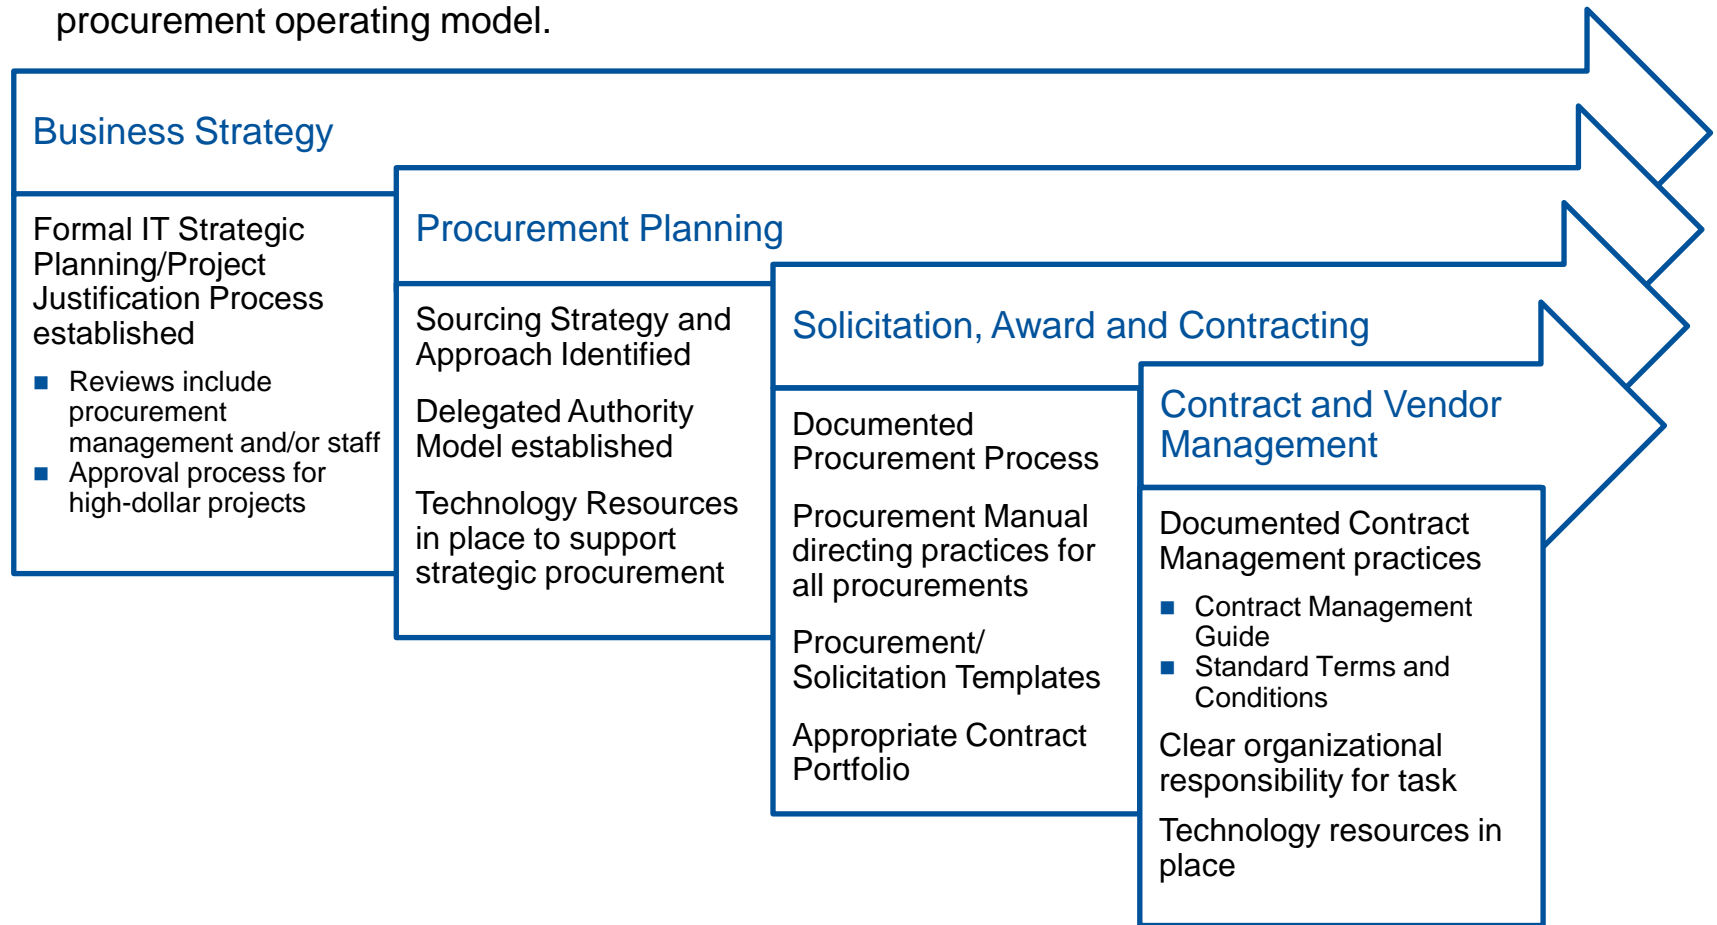 procurement operating model.
Business Strategy
Formal IT Strategic
Planning/Project
Justification Process
established
■ Reviews include
procurement
management and/or staff
■ Approval process for
high-dollar projects
Procurement Planning
Sourcing Strategy and
Approach Identified
Delegated Authority
Model established
Technology Resources
in place to support
strategic procurement
Solicitation, Award and Contracting
Documented
Procurement Process
Procurement Manual
directing practices for
all procurements
Procurement/
Solicitation Templates
Appropriate Contract
Portfolio
Contract and Vendor
Management
Documented Contract
Management practices
■ Contract Management
Guide
■ Standard Terms and
Conditions
Clear organizational
responsibility for task
Technology resources in
place